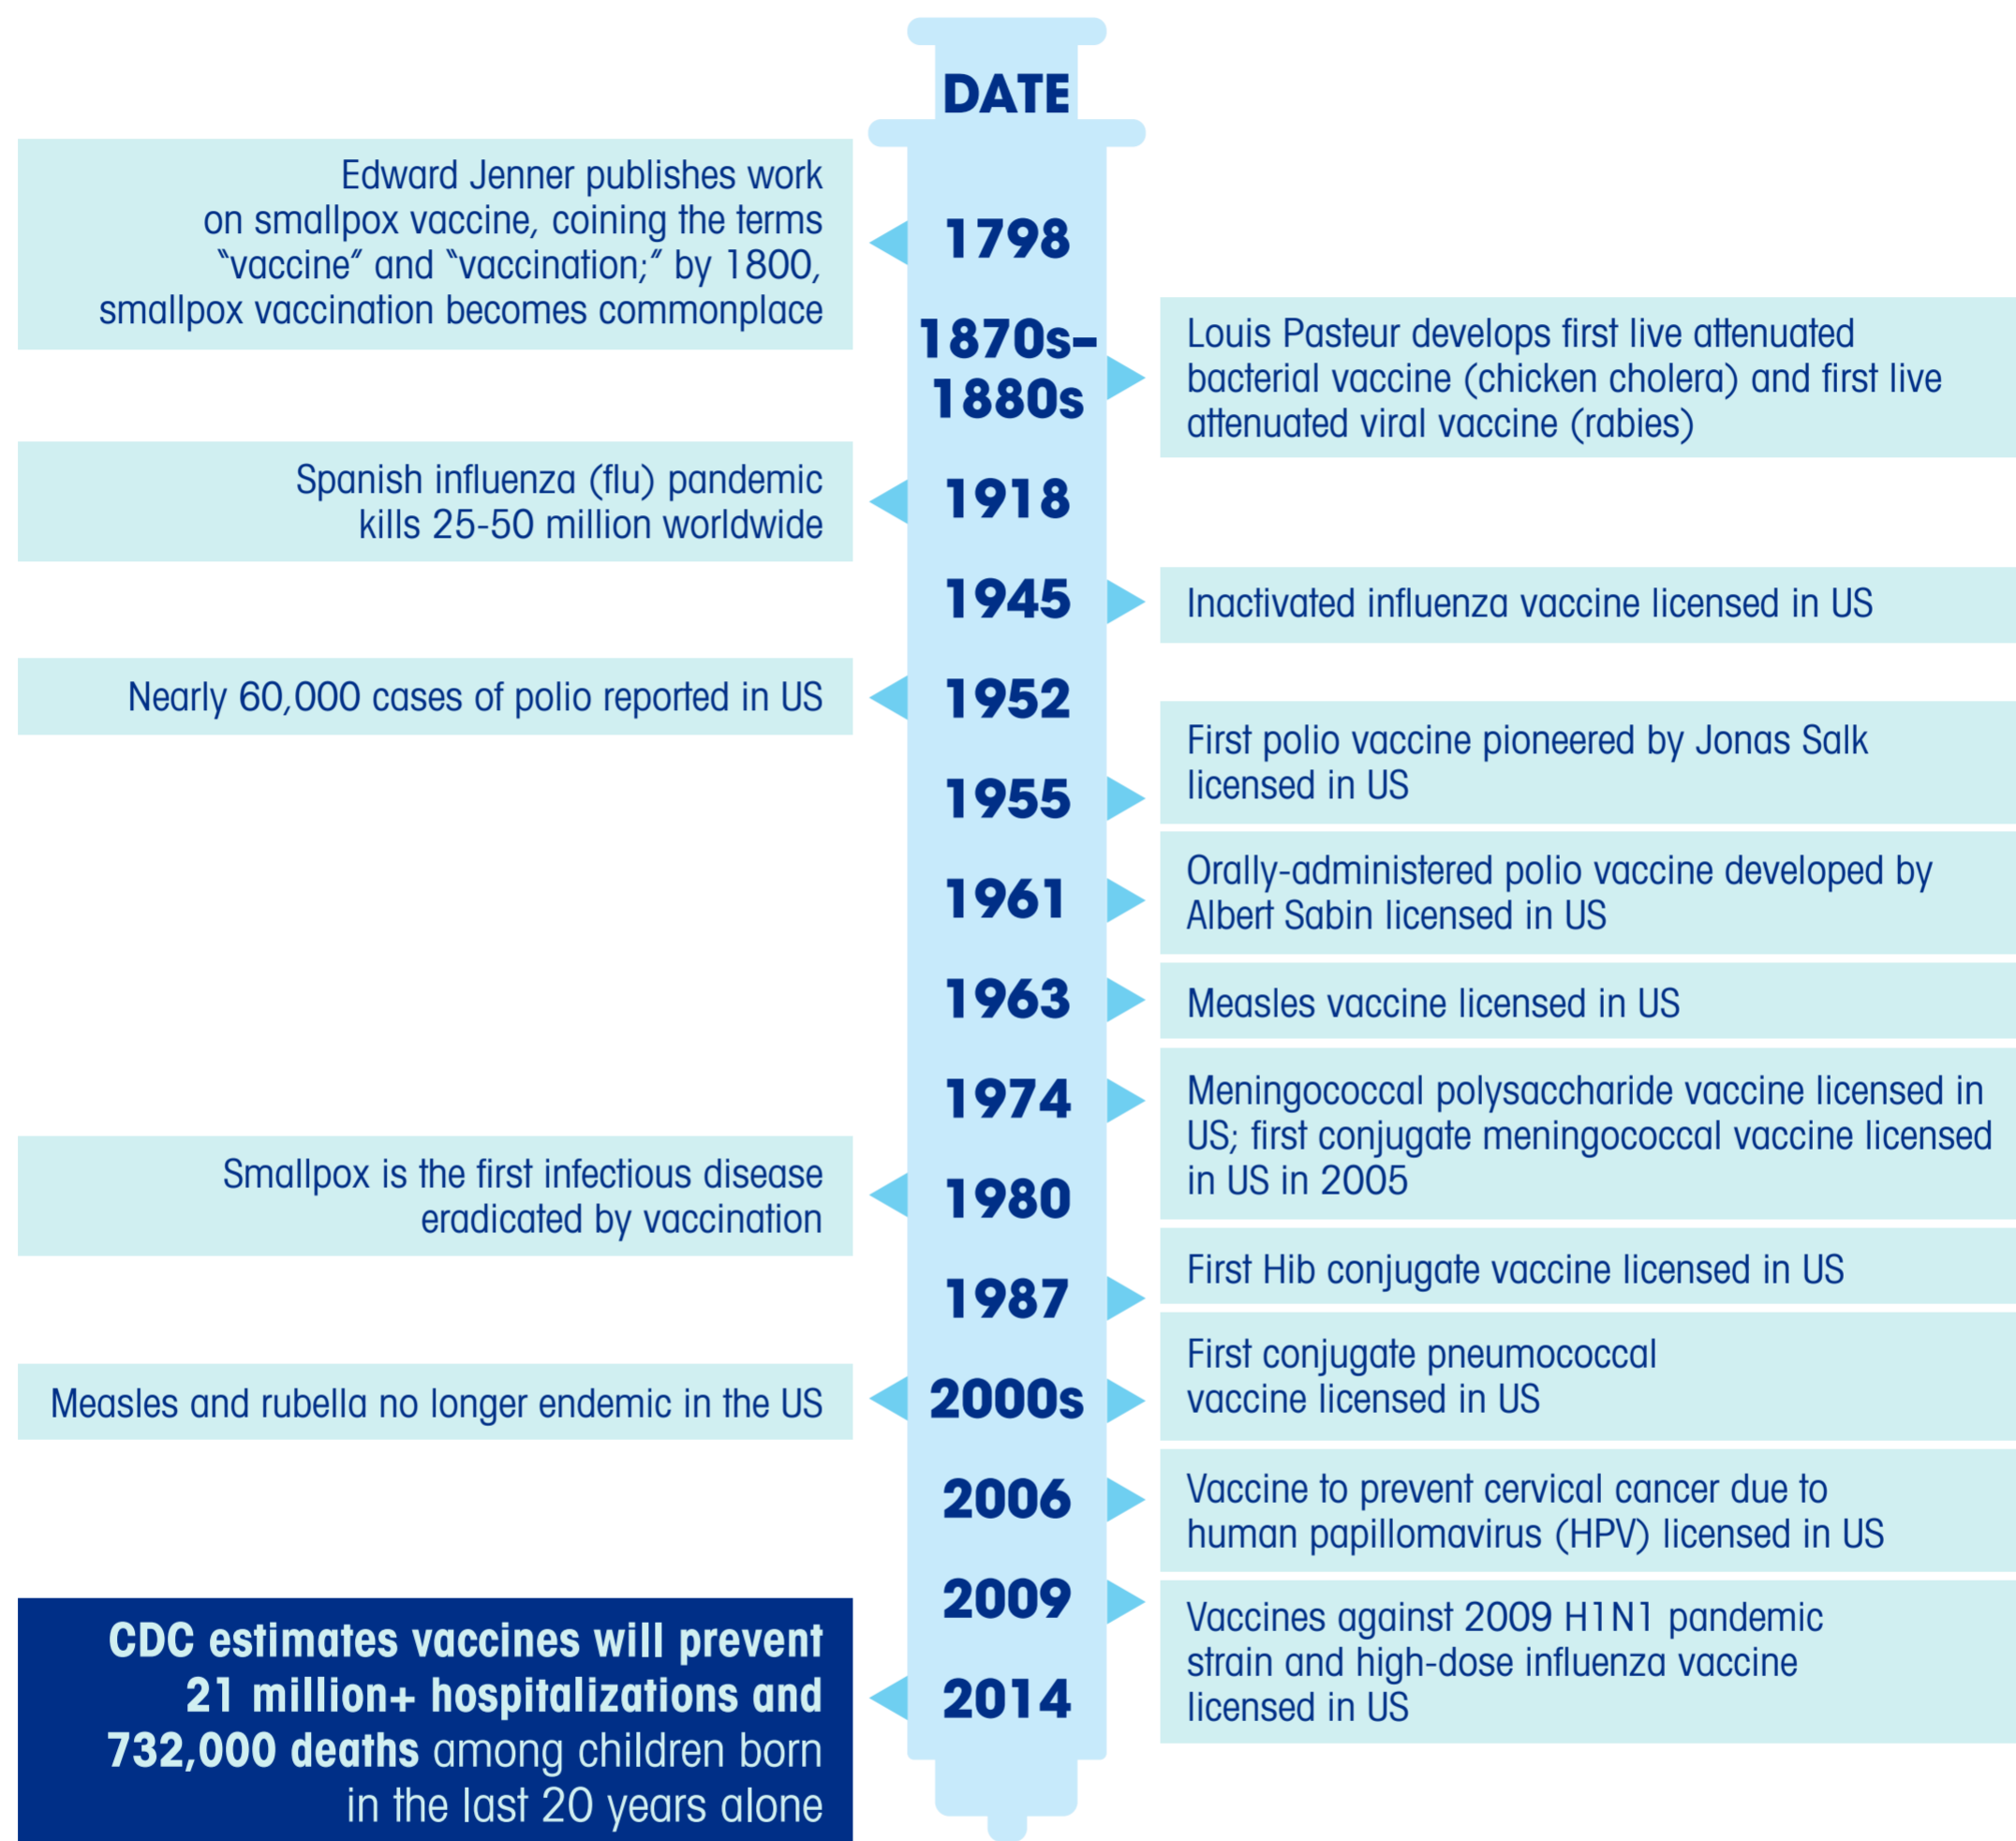 DATE
1798
Edward Jenner publishes work
on smallpox vaccine, coining the terms
“vaccine” and “vaccination;” by 1800,
smallpox vaccination becomes commonplace
1870s–
1880s
Louis Pasteur develops first live attenuated
bacterial vaccine (chicken cholera) and first live
attenuated viral vaccine (rabies)
1918
Spanish influenza (flu) pandemic
kills 25-50 million worldwide
1945
Inactivated influenza vaccine licensed in US
1952
Nearly 60,000 cases of polio reported in US
1955
First polio vaccine pioneered by Jonas Salk
licensed in US
1961
Orally-administered polio vaccine developed by
Albert Sabin licensed in US
1963
Measles vaccine licensed in US
1974
Meningococcal polysaccharide vaccine licensed in
US; first conjugate meningococcal vaccine licensed
in US in 2005
1980
Smallpox is the first infectious disease
eradicated by vaccination
1987
First Hib conjugate vaccine licensed in US
2000s
Measles and rubella no longer endemic in the US
First conjugate pneumococcal
vaccine licensed in US
2006
Vaccine to prevent cervical cancer due to
human papillomavirus (HPV) licensed in US
2009
Vaccines against 2009 H1N1 pandemic
strain and high-dose influenza vaccine
licensed in US
2014
CDC estimates vaccines will prevent
21 million+ hospitalizations and
732,000 deaths among children born
in the last 20 years alone